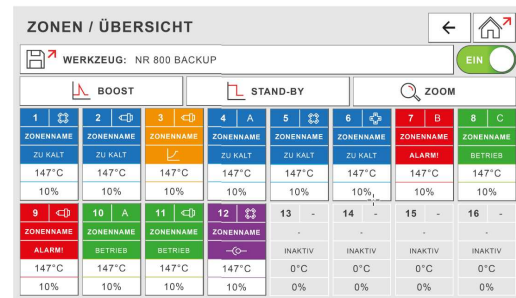 ZONEN / ÜBERSICHT
WERKZEUG: NR 800 BACKUP EIN
BOOST STAND-BY ZOOM
1 2 3 4 A 5 6 7 B 8 C
ZONENNAME ZONENNAME ZONENNAME ZONENNAME ZONENNAME ZONENNAME ZONENNAME ZONENNAME
ZU KALT ZU KALT ZU KALT ZU KALT ZU KALT ALARM! BETRIEB
147°C 147°C 147°C 147°C 147°C 147°C 147°C 147°C
10% 10% 10% 10% 10% 10% 10% 10%
9 10 A 11 12 13 - 14 - 15 - 16 -
ZONENNAME ZONENNAME ZONENNAME ZONENNAME - - - -
ALARM! BETRIEB BETRIEB INAKTIV INAKTIV INAKTIV INAKTIV
147°C 147°C 147°C 147°C 0°C 0°C 0°C 0°C
10% 10% 10% 10% 0% 0% 0% 0%